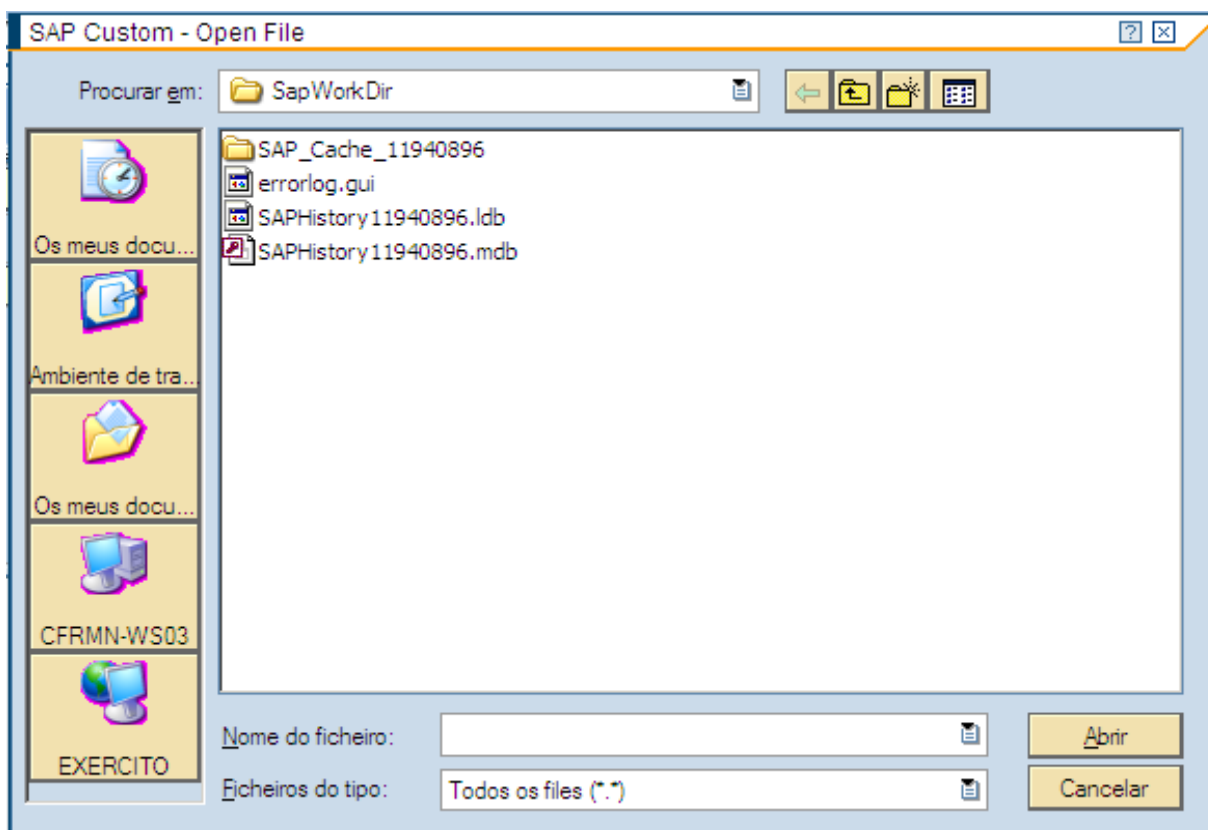 SAP Custom - Open File
Procurar em: SapWorkDir
SAP_Cache_11940896
errorlog.gui
SAPHistory11940896.ldb
SAPHistory11940896.mdb
Os meus docu...
Ambiente de tra...
Os meus docu...
CFRMN-WS03
EXERCITO
Nome do ficheiro:
Abrir
Ficheiros do tipo: Todos os files (*.*)
Cancelar